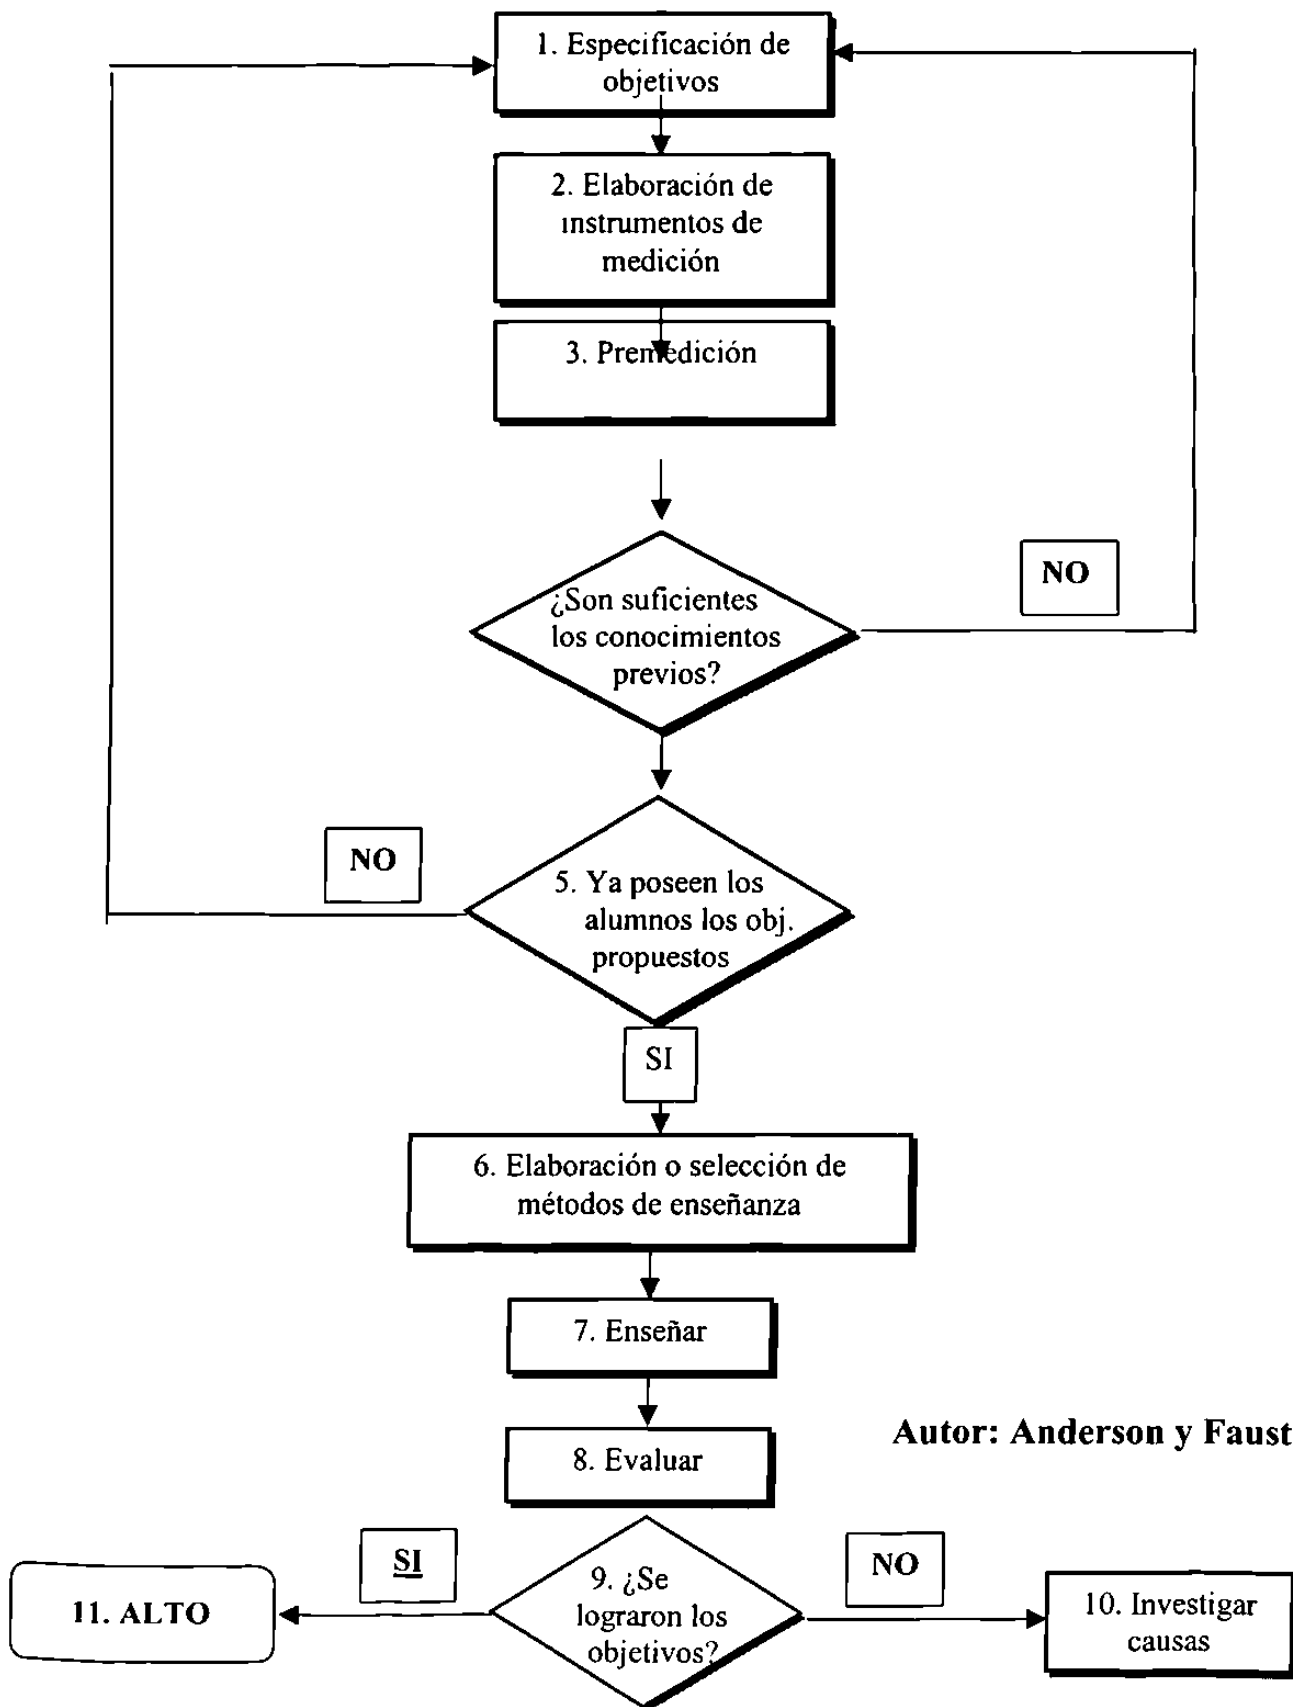 1. Especificación de
objetivos
2. Elaboración de
instrumentos de
medición
3. Premedición
¿Son suficientes
los conocimientos
previos?
NO
NO
5. Ya poseen los
alumnos los obj.
propuestos
SI
6. Elaboración o selección de
métodos de enseñanza
7. Enseñar
Autor: Anderson y Faust
8. Evaluar
SI
NO
9. ¿Se
lograron los
objetivos?
11. ALTO
10. Investigar
causas